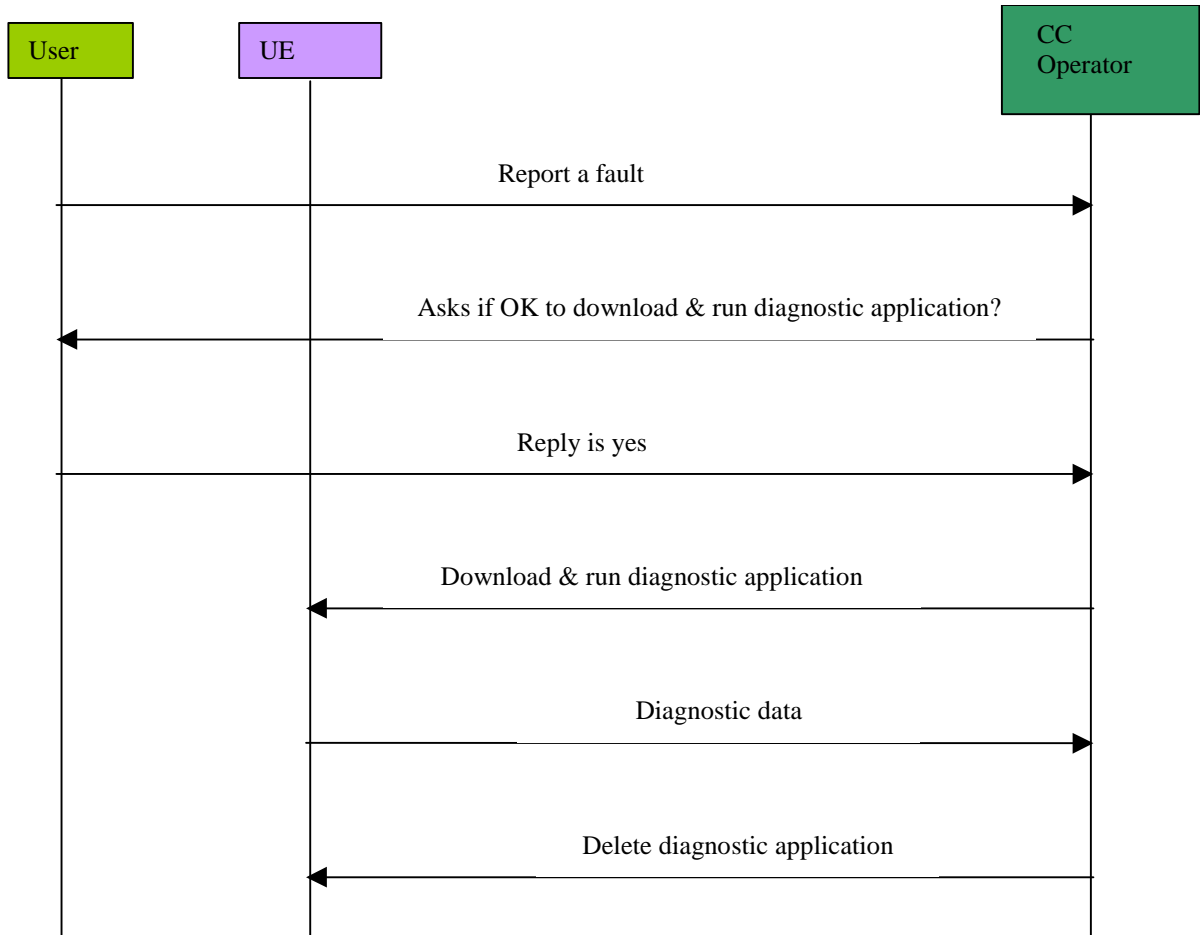 User
UE
CC
Operator
Report a fault
Asks if OK to download & run diagnostic application?
Reply is yes
Download & run diagnostic application
Diagnostic data
Delete diagnostic application